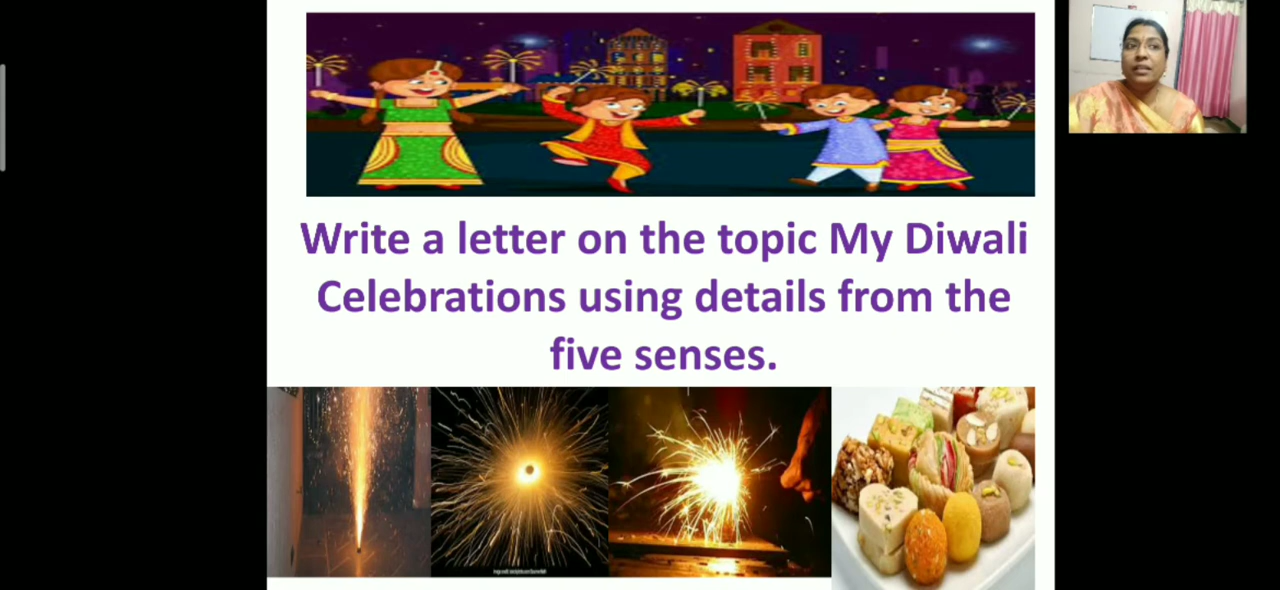 Write a letter on the topic My Diwali
Celebrations using details from the
five senses.